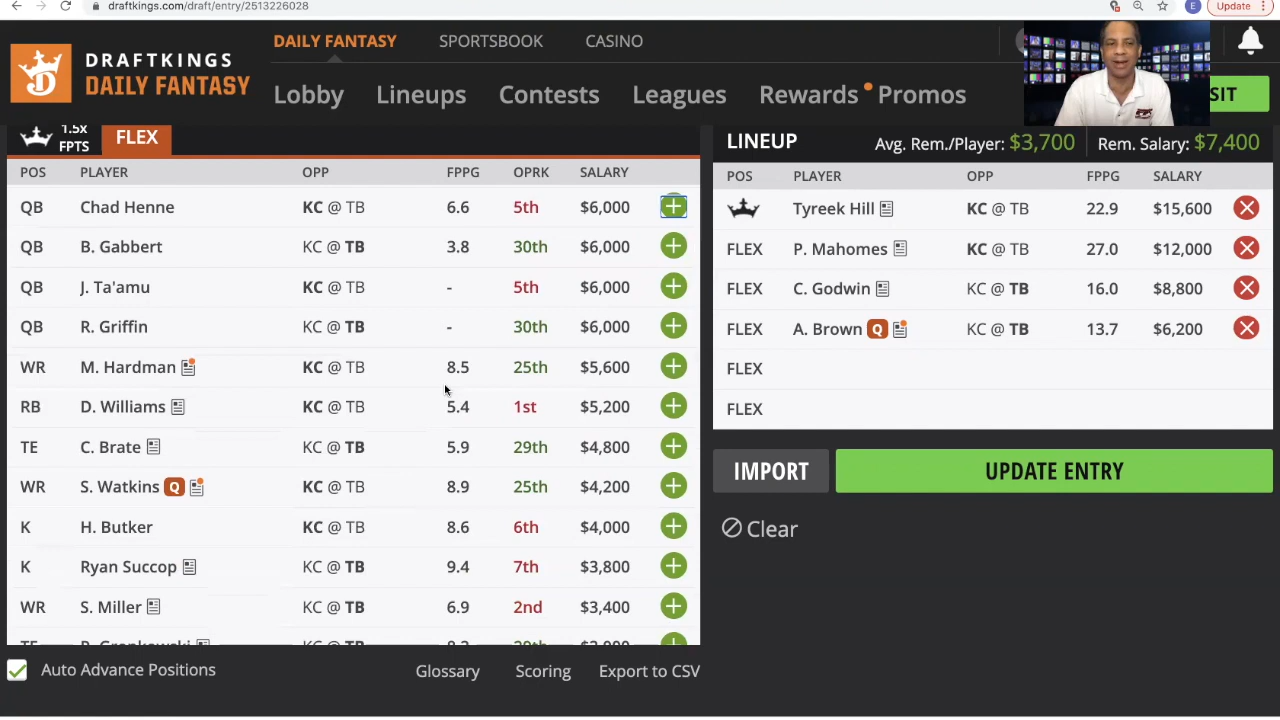 draftkings.com/draft/entry/2513226028
E
Update
DRAFTKINGS
DAILY FANTASY
DAILY FANTASY SPORTSBOOK CASINO
Lobby Lineups Contests Leagues Rewards Promos
SIT
1.5x
FPTS
FLEX
POS PLAYER OPP FPPG OPRK SALARY
QB Chad Henne KC @ TB 6.6 5th $6,000
QB B. Gabbert KC @ TB 3.8 30th $6,000
QB J. Ta'amu KC @ TB - 5th $6,000
QB R. Griffin KC @ TB - 30th $6,000
WR M. Hardman KC @ TB 8.5 25th $5,600
RB D. Williams KC @ TB 5.4 1st $5,200
TE C. Brate KC @ TB 5.9 29th $4,800
WR S. Watkins Q KC @ TB 8.9 25th $4,200
K H. Butker KC @ TB 8.6 6th $4,000
K Ryan Succop KC @ TB 9.4 7th $3,800
WR S. Miller KC @ TB 6.9 2nd $3,400
Auto Advance Positions Glossary Scoring Export to CSV
LINEUP Avg. Rem./Player: $3,700 Rem. Salary: $7,400
POS PLAYER OPP FPPG SALARY
Tyreek Hill KC @ TB 22.9 $15,600
FLEX P. Mahomes KC @ TB 27.0 $12,000
FLEX C. Godwin KC @ TB 16.0 $8,800
FLEX A. Brown Q KC @ TB 13.7 $6,200
FLEX
FLEX
IMPORT UPDATE ENTRY
Clear